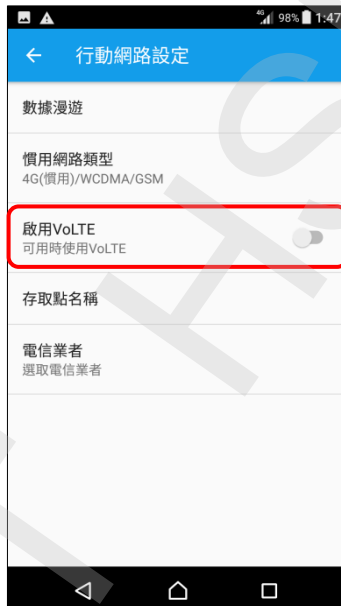 4G 98% 1:47
行動網路設定
數據漫遊
慣用網路類型
4G(慣用)/WCDMA/GSM
啟用VoLTE
可用時使用VoLTE
存取點名稱
電信業者
選取電信業者